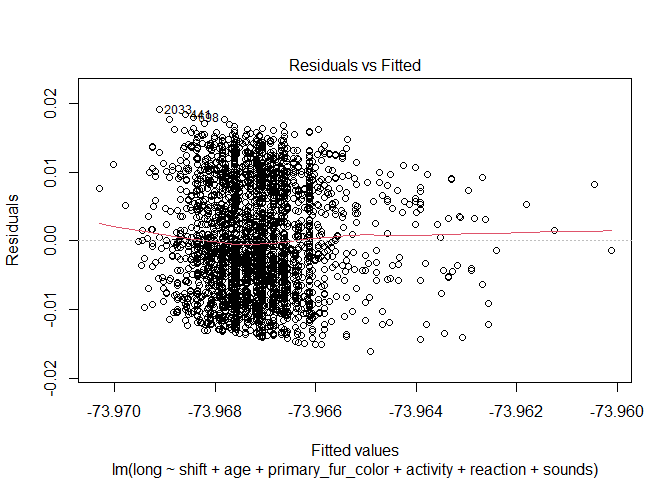 Residuals vs Fitted
Residuals
0.02
0.01
0.00
-0.01
-0.02
2033
-73.970 -73.968 -73.966 -73.964 -73.962 -73.960
Fitted values
lm(long ~ shift + age + primary_fur_color + activity + reaction + sounds)